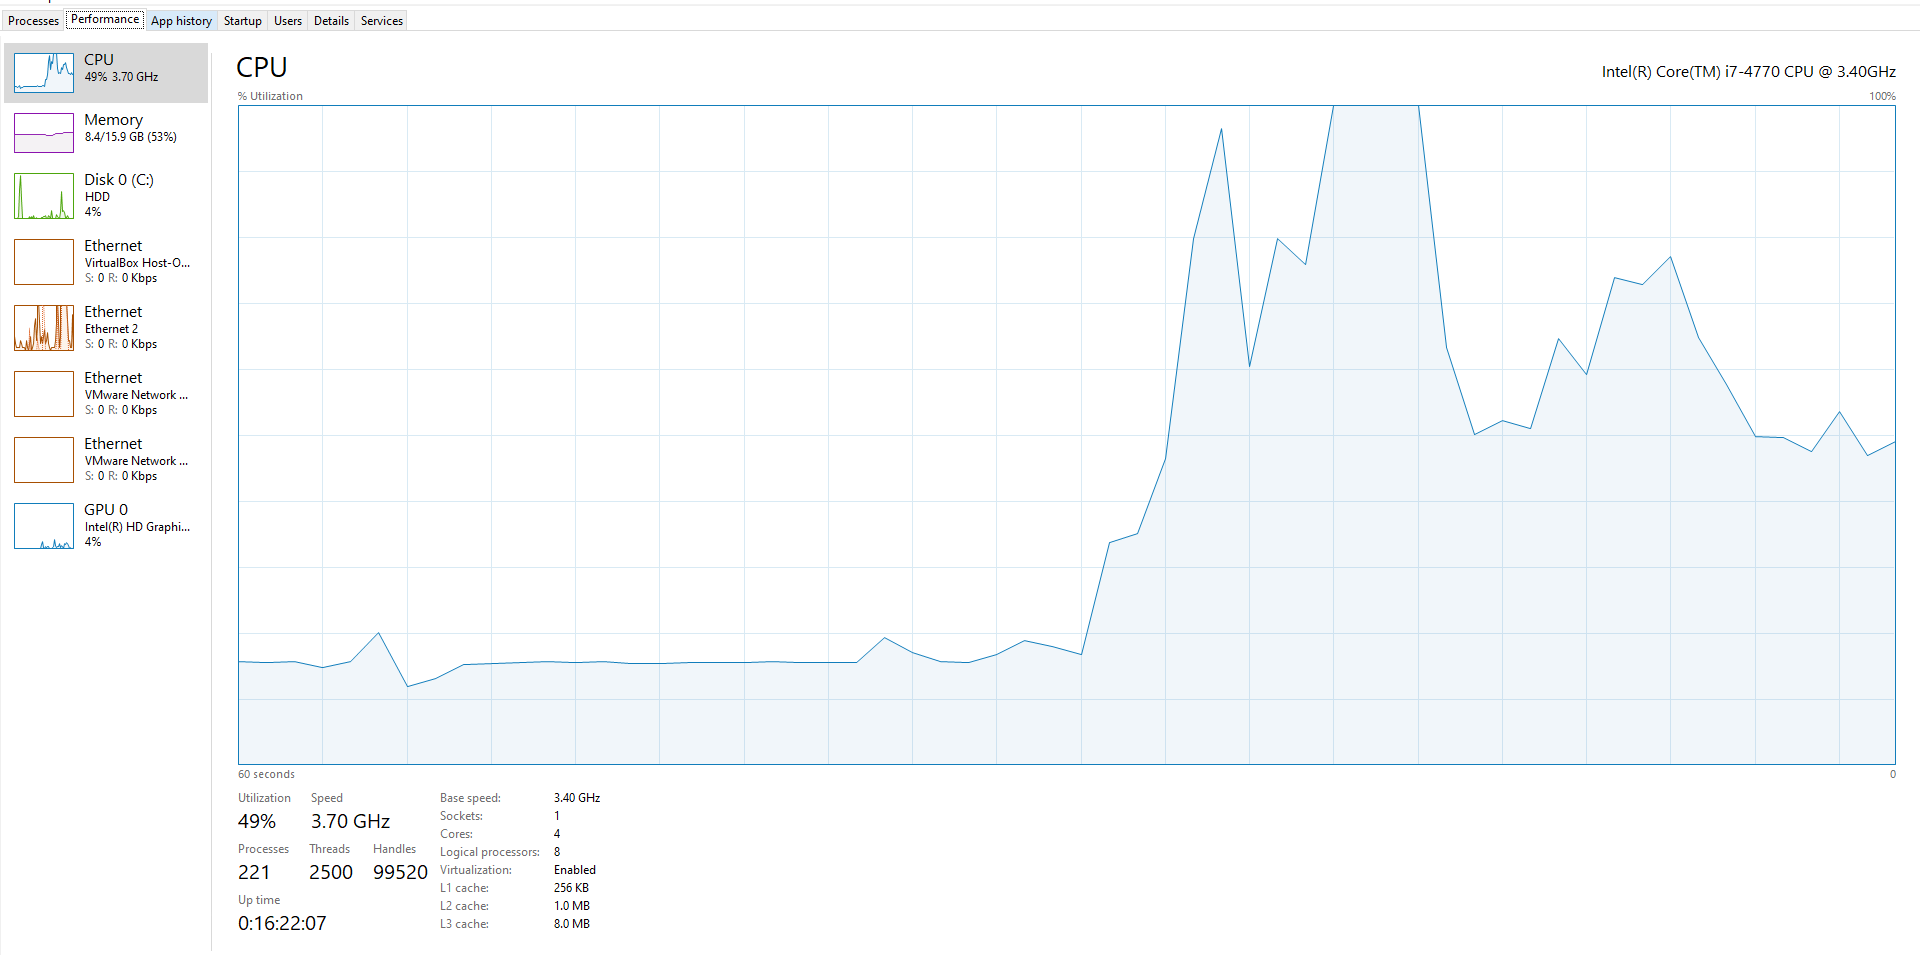 Processes Performance App history Startup Users Details Services
CPU
49% 3.70 GHz
Memory
8.4/15.9 GB (53%)
Disk 0 (C:)
HDD
4%
Ethernet
VirtualBox Host-O...
S: 0 R: 0 Kbps
Ethernet
Ethernet 2
S: 0 R: 0 Kbps
Ethernet
VMware Network ...
S: 0 R: 0 Kbps
Ethernet
VMware Network ...
S: 0 R: 0 Kbps
GPU 0
Intel(R) HD Graphi...
4%
CPU
Intel(R) Core(TM) i7-4770 CPU @ 3.40GHz
% Utilization 100%
60 seconds 0
Utilization Speed
49% 3.70 GHz
Processes Threads Handles
221 2500 99520
Up time
0:16:22:07
Base speed: 3.40 GHz
Sockets: 1
Cores: 4
Logical processors: 8
Virtualization: Enabled
L1 cache: 256 KB
L2 cache: 1.0 MB
L3 cache: 8.0 MB